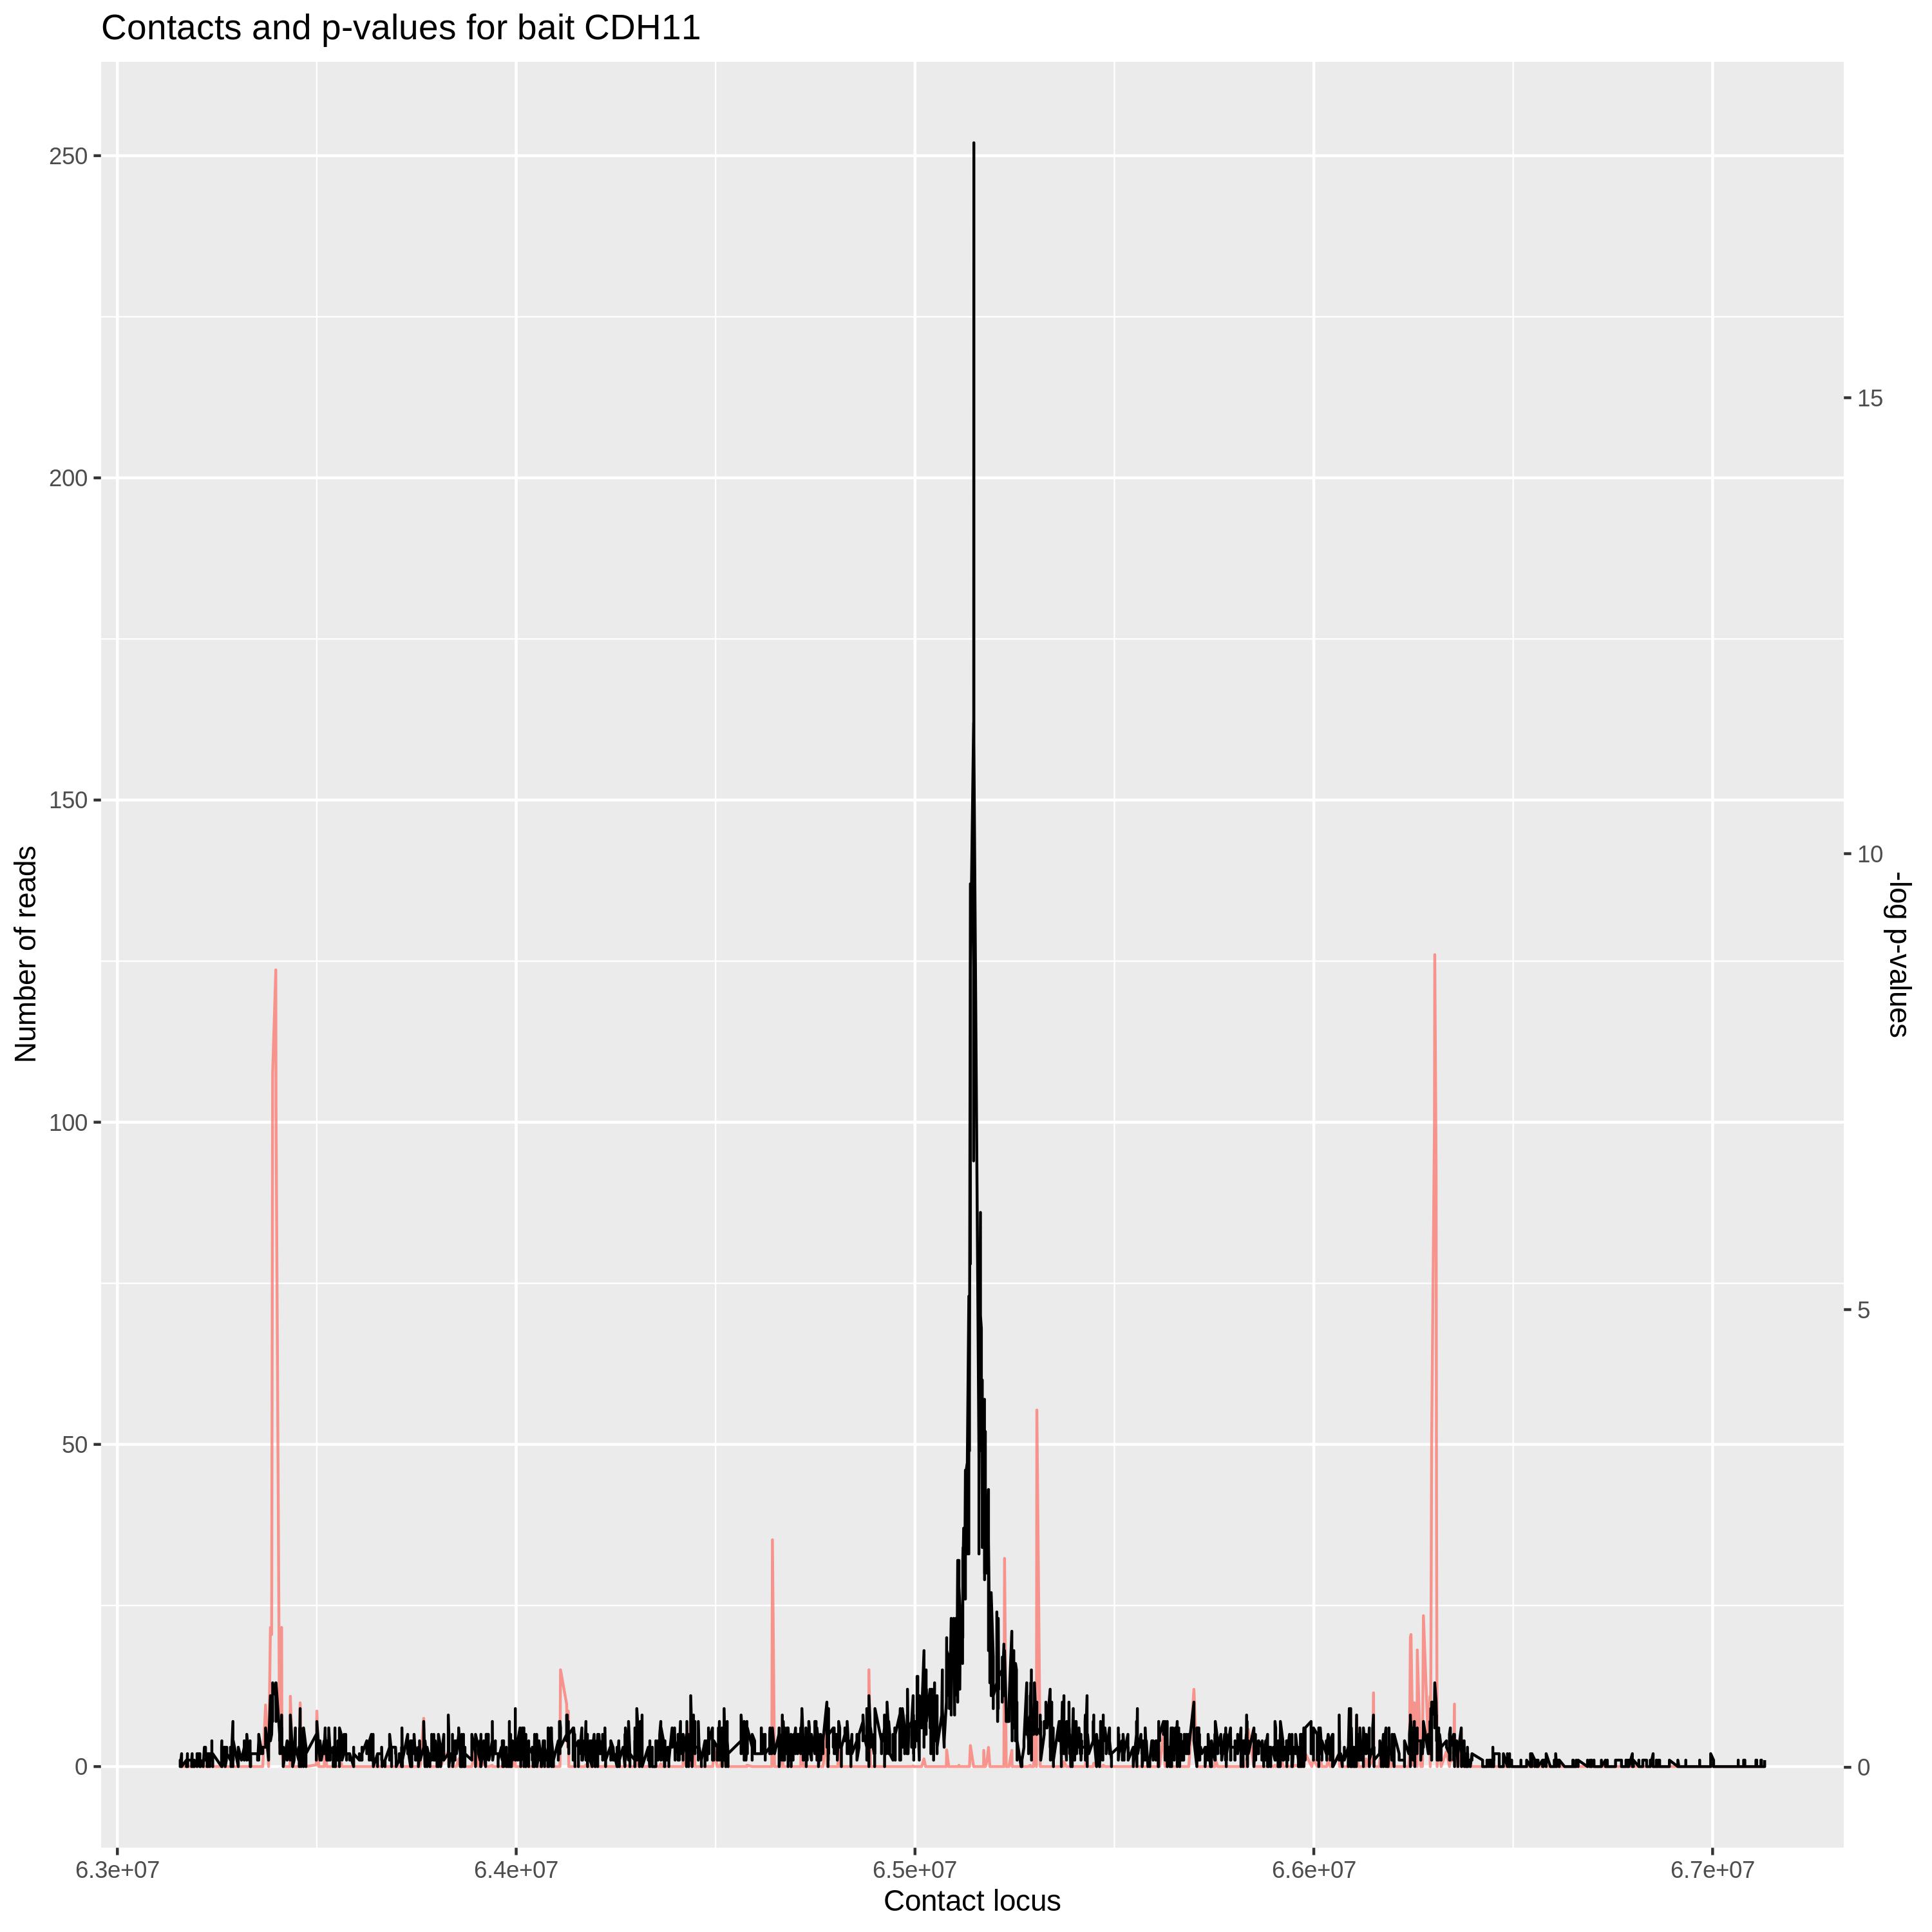 Contacts and p-values for bait CDH11
250
200
150
100
50
0
Number of reads
15
10
5
0
-log p-values
6.3e+07
6.4e+07
6.5e+07
6.6e+07
6.7e+07
Contact locus